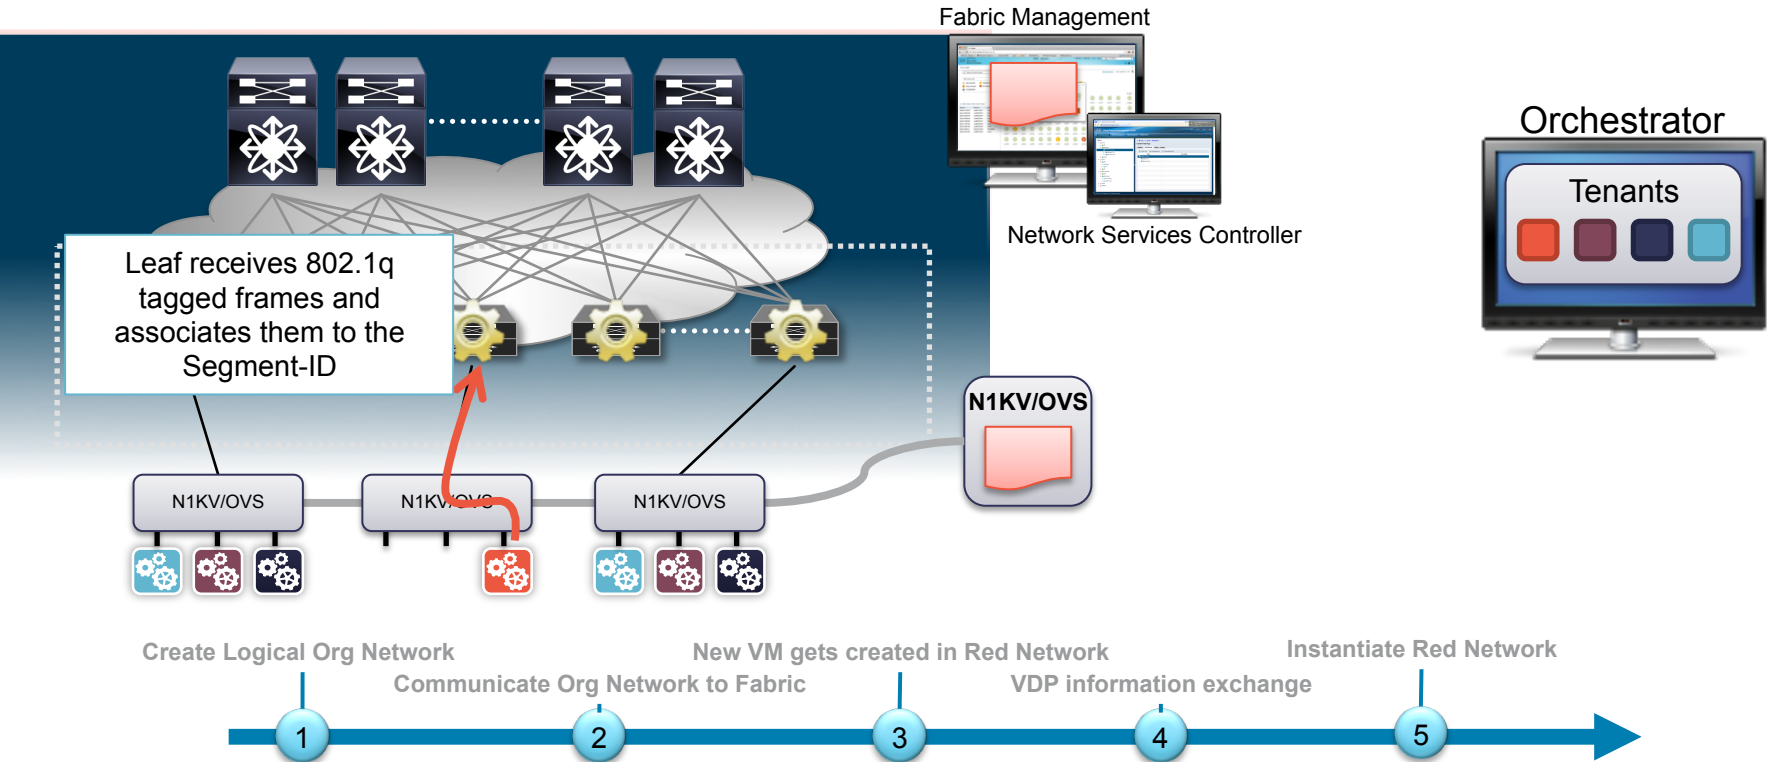 Fabric Management
Orchestrator
Tenants
Network Services Controller
Leaf receives 802.1q
tagged frames and
associates them to the
Segment-ID
N1KV/OVS
N1KV/OVS
N1KV/OVS
N1KV/OVS
Create Logical Org Network
New VM gets created in Red Network
Instantiate Red Network
Communicate Org Network to Fabric
VDP information exchange
1
2
3
4
5